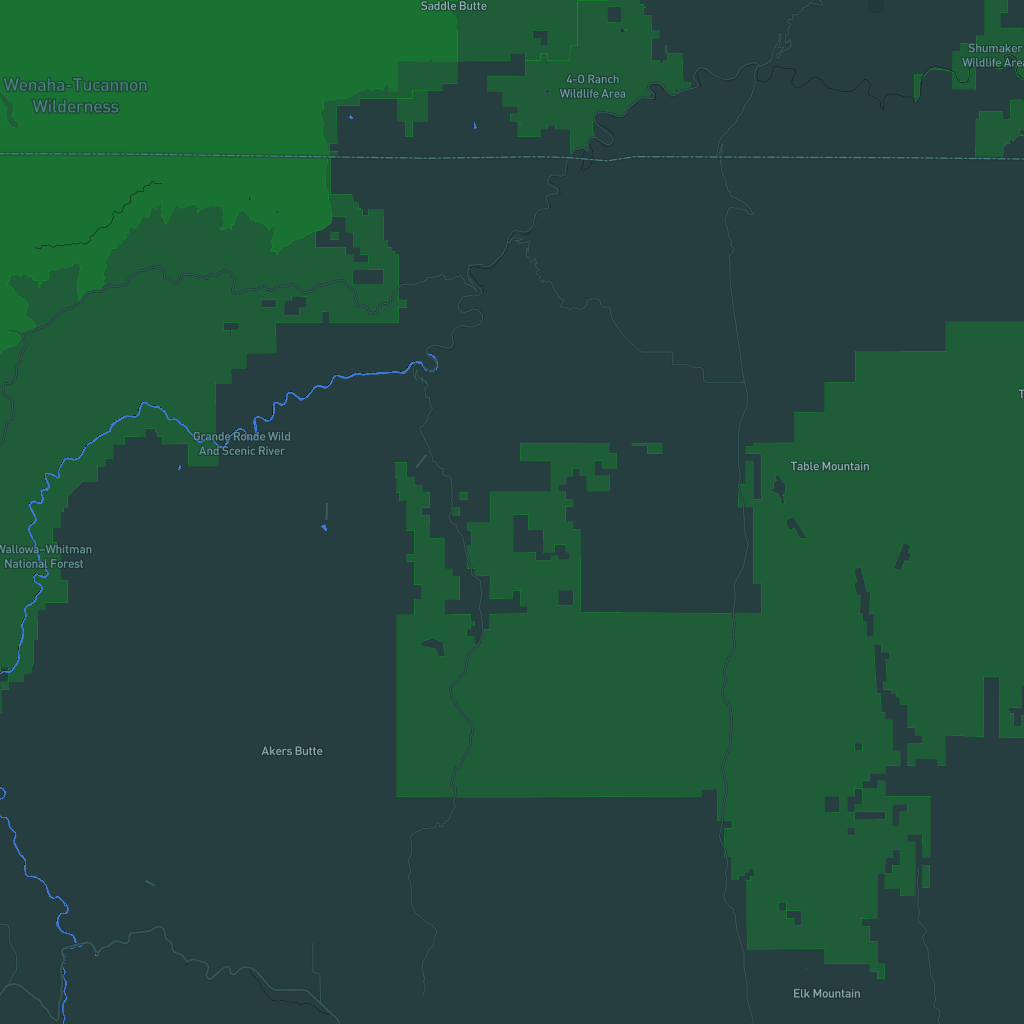 Saddle Butte
Shumaker
Wildlife Area
4-O Ranch
Wildlife Area
Wenaha-Tucannon
Wilderness
Grande Ronde Wild
And Scenic River
Table Mountain
Wallowa–Whitman
National Forest
Akers Butte
Elk Mountain